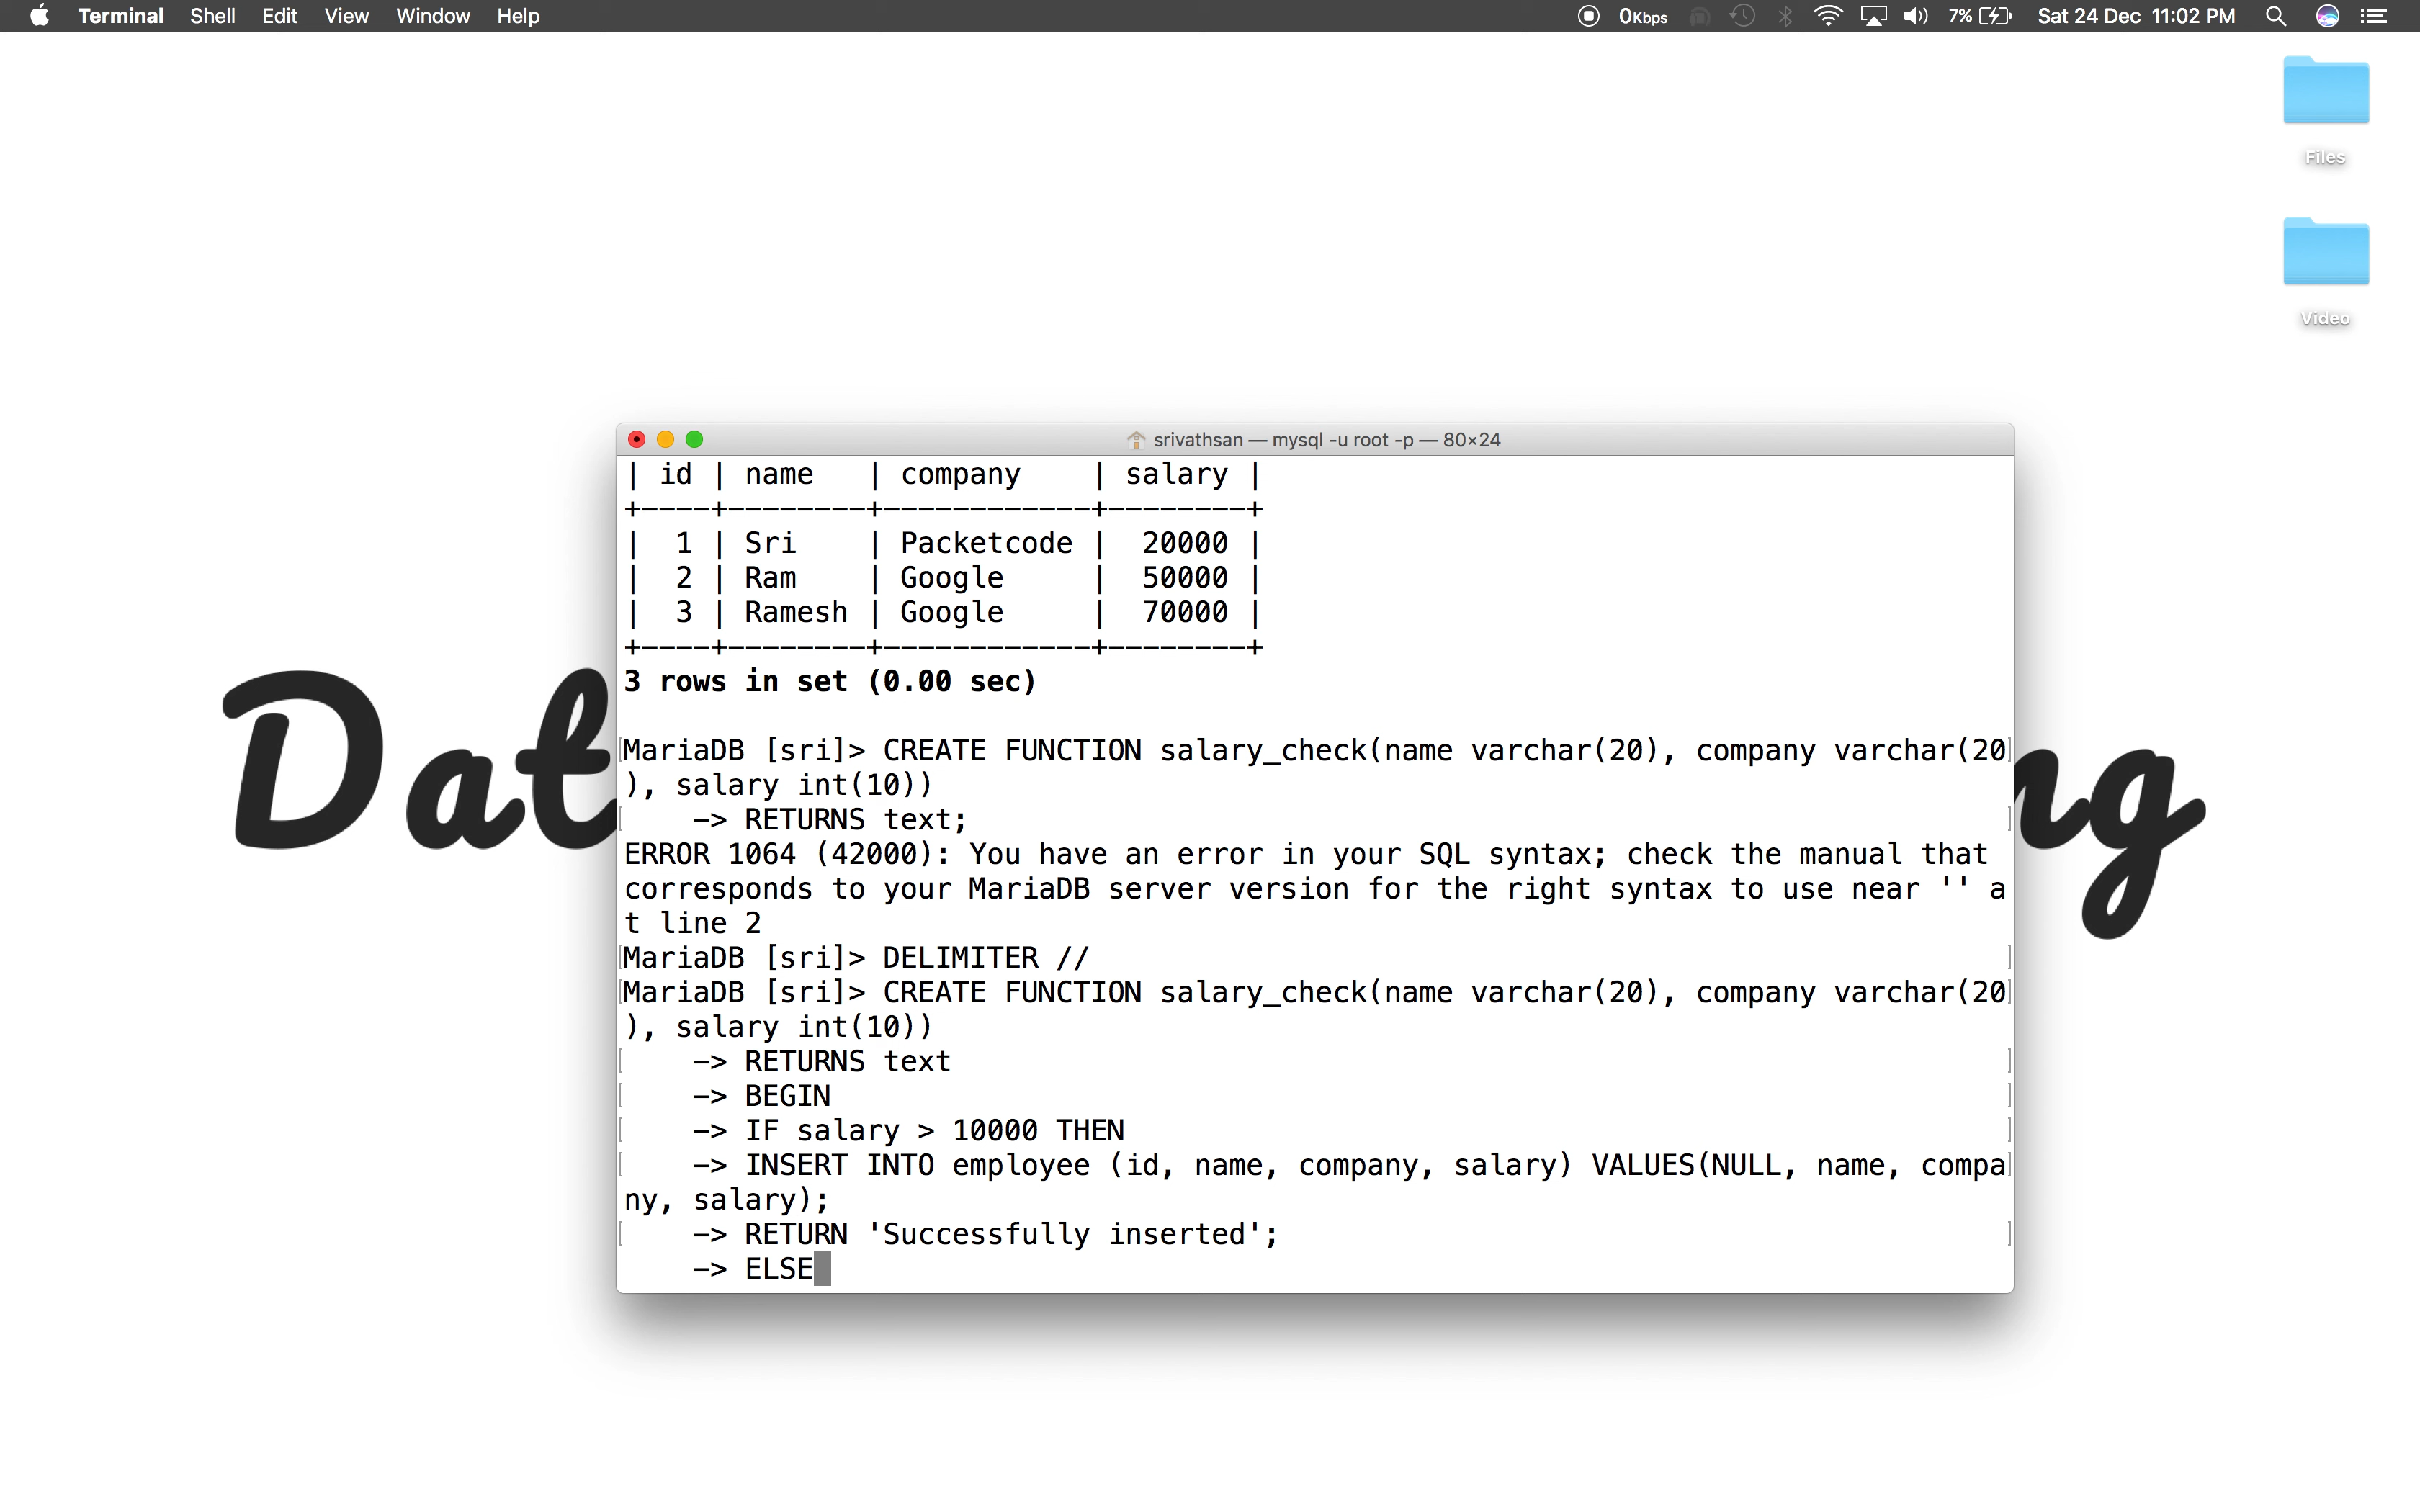 Terminal Shell Edit View Window Help 0Kbps 7% Sat 24 Dec 11:02 PM
Files
Video
srivathsan — mysql -u root -p — 80×24
| id | name   | company    | salary |
+----+--------+------------+--------+
|  1 | Sri    | Packetcode |  20000 |
|  2 | Ram    | Google     |  50000 |
|  3 | Ramesh | Google     |  70000 |
+----+--------+------------+--------+
3 rows in set (0.00 sec)
MariaDB [sri]> CREATE FUNCTION salary_check(name varchar(20), company varchar(20
), salary int(10))
-> RETURNS text;
ERROR 1064 (42000): You have an error in your SQL syntax; check the manual that
corresponds to your MariaDB server version for the right syntax to use near '' a
t line 2
MariaDB [sri]> DELIMITER //
MariaDB [sri]> CREATE FUNCTION salary_check(name varchar(20), company varchar(20
), salary int(10))
-> RETURNS text
-> BEGIN
-> IF salary > 10000 THEN
-> INSERT INTO employee (id, name, company, salary) VALUES(NULL, name, compa
ny, salary);
-> RETURN 'Successfully inserted';
-> ELSE